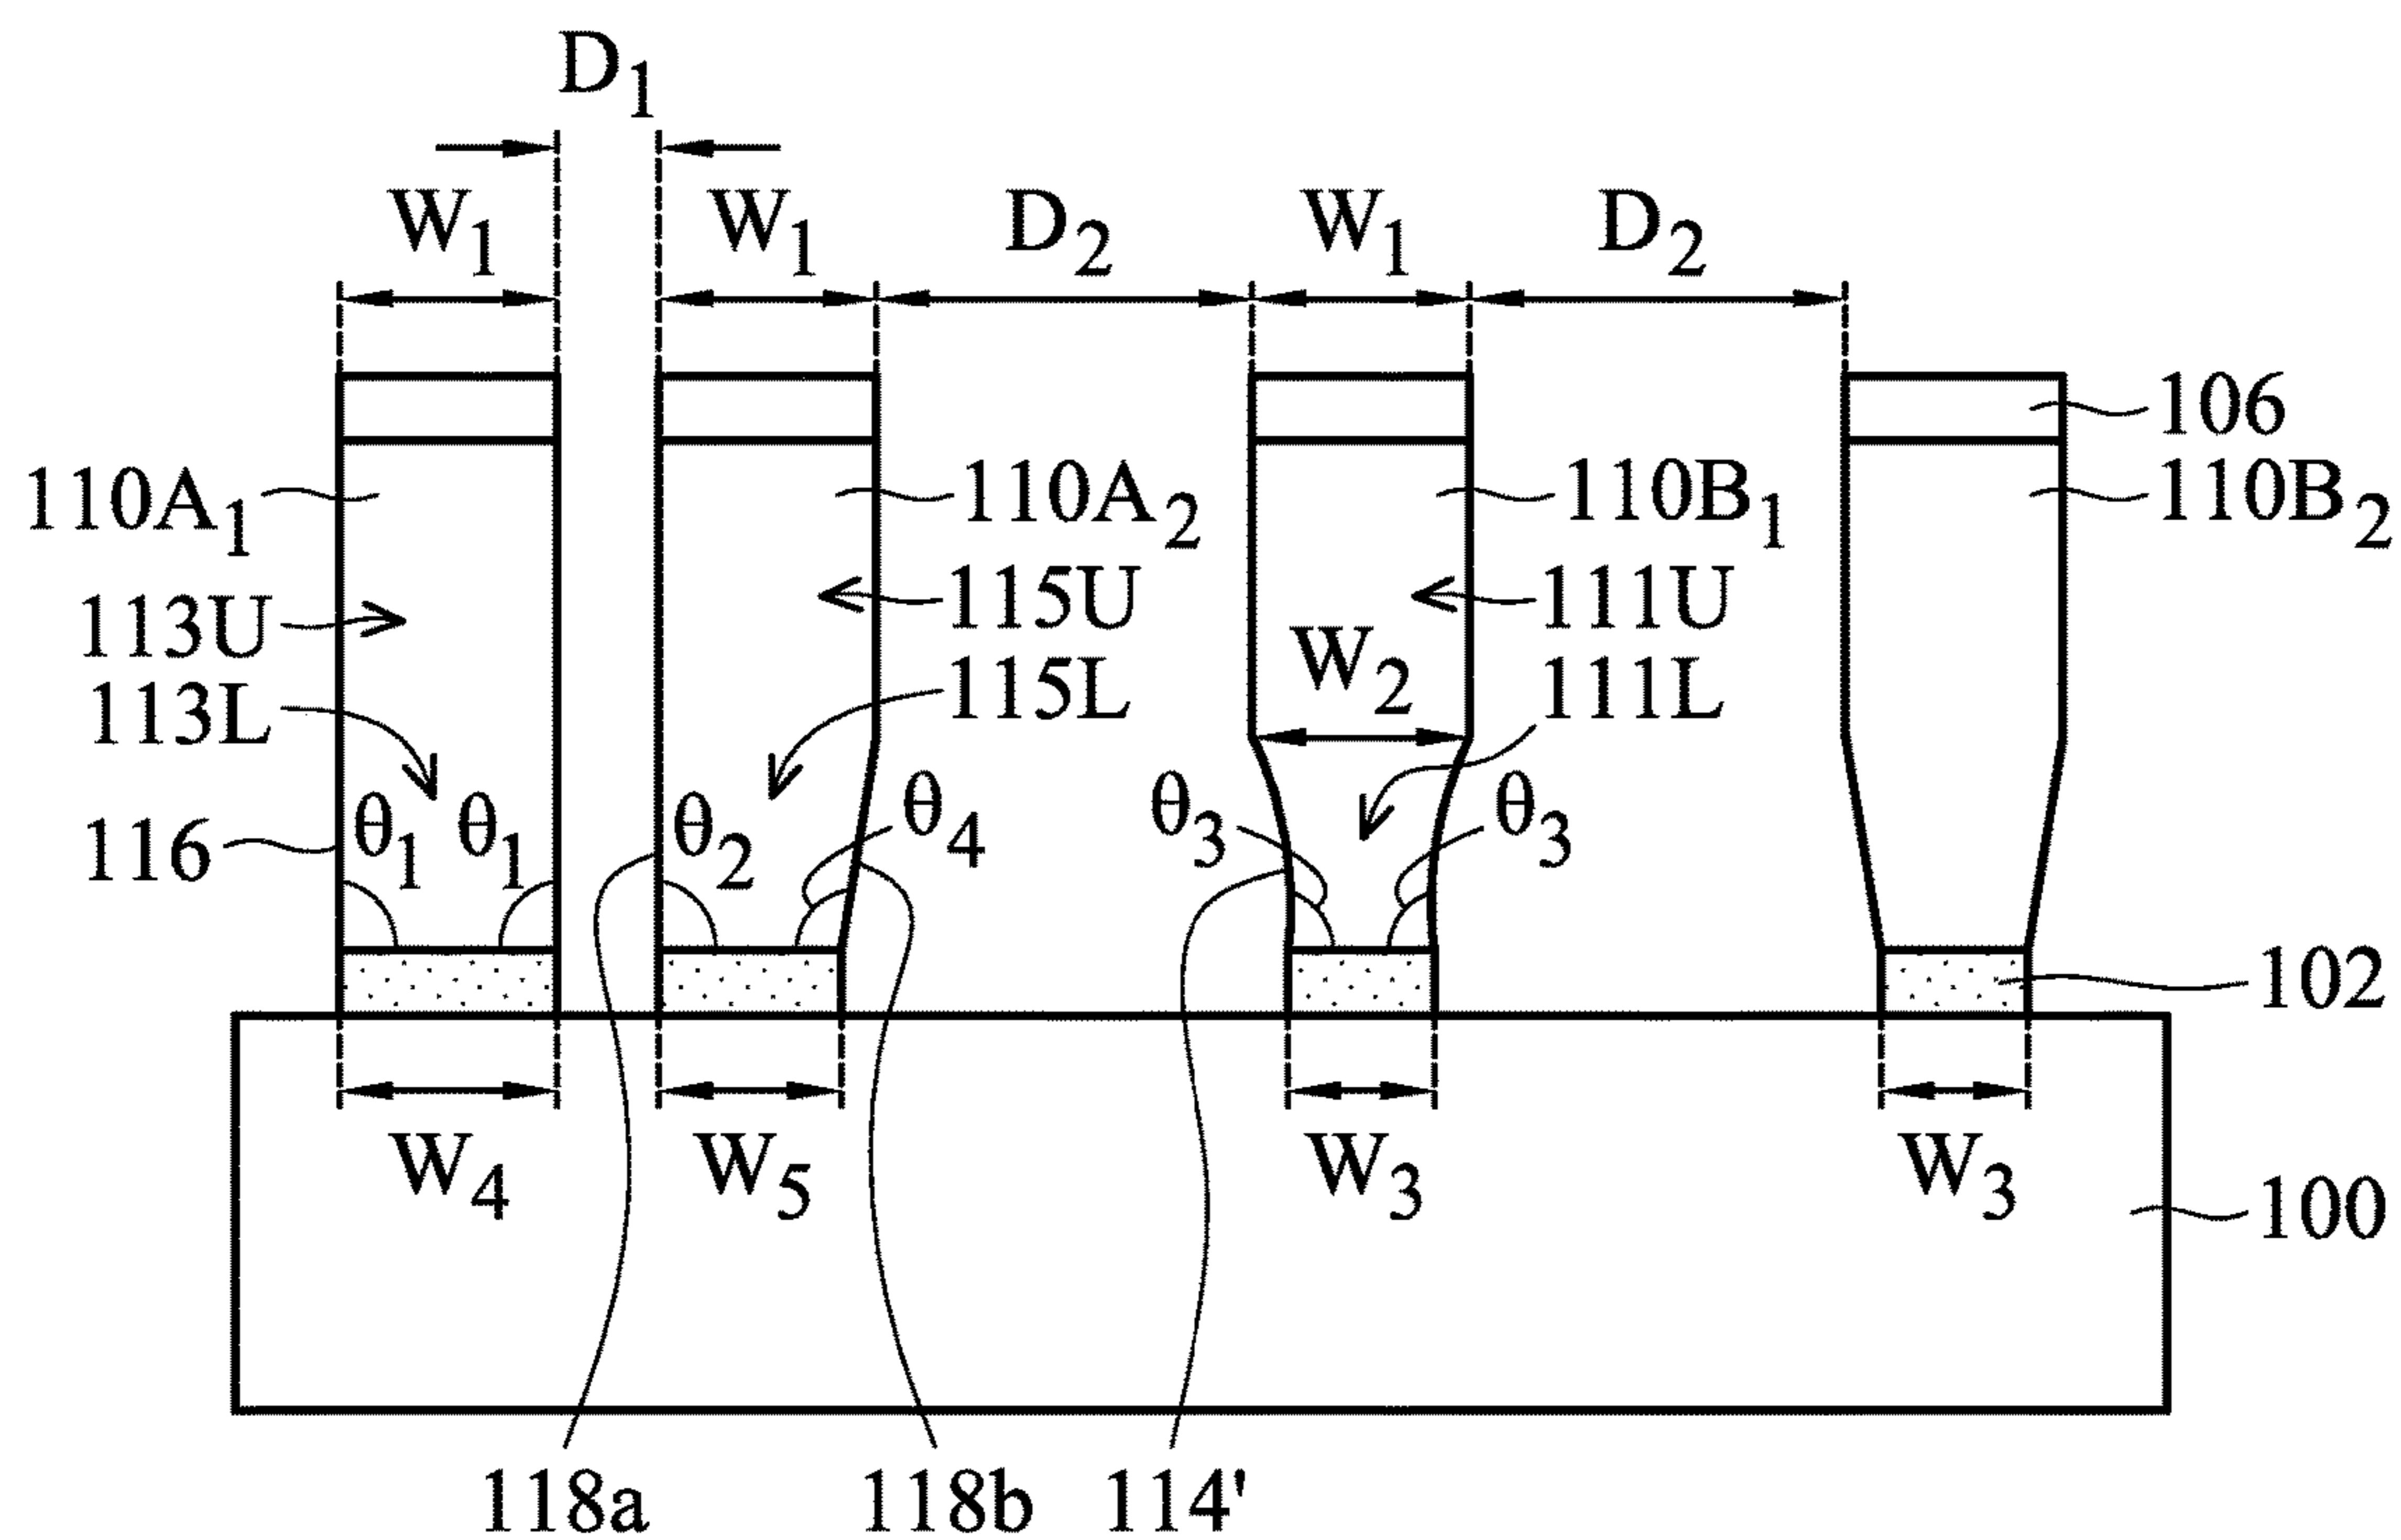 D₁
W₁ W₁ D₂ W₁ D₂
106
110A₁ 110A₂ 110B₁ 110B₂
113U 115U 111U
W₂
113L 115L 111L
θ₁ θ₁ θ₂ θ₄ θ₃ θ₃
116
102
W₄ W₅ W₃ W₃
100
118a 118b 114'